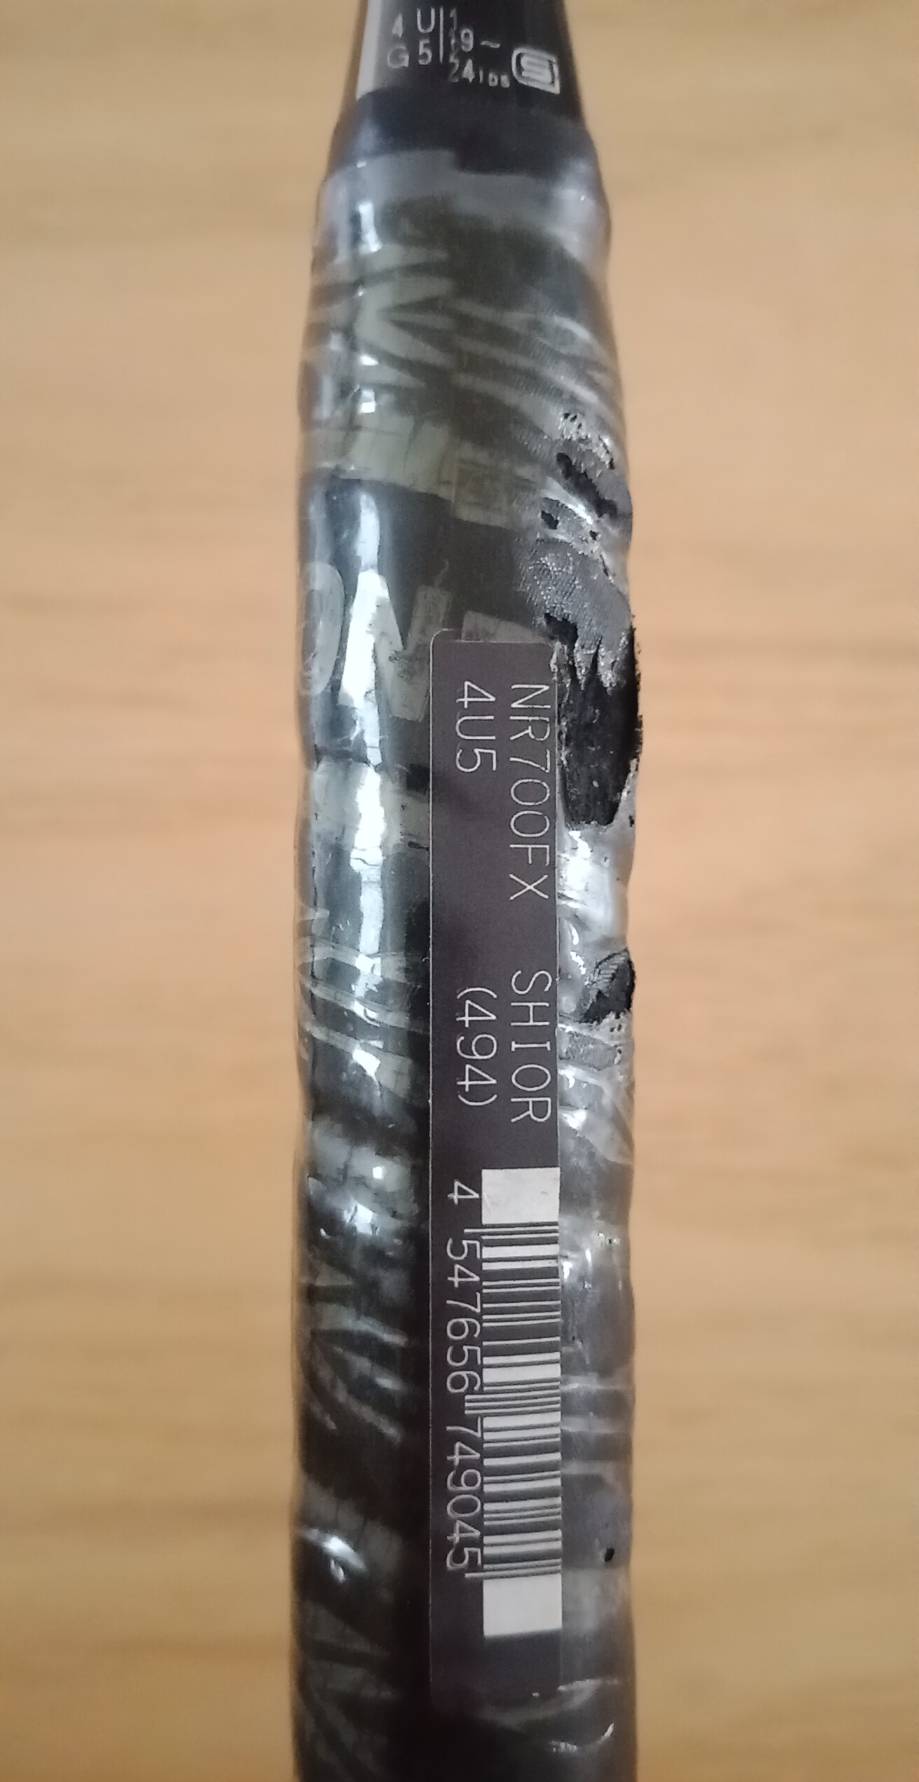 4U
G5
19~
24lbs
NR700FX SHIOR
4U5 (494)
4 547656 749045